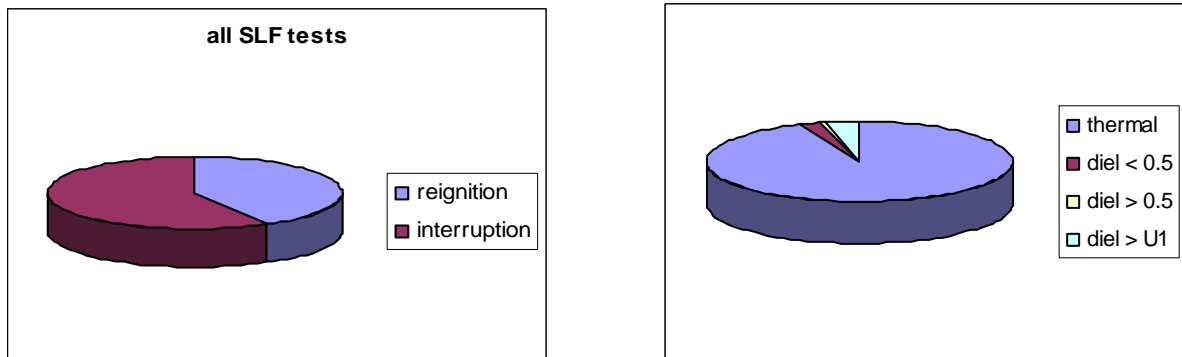 all SLF tests
reignition
interruption
thermal
diel < 0.5
diel > 0.5
diel > U1